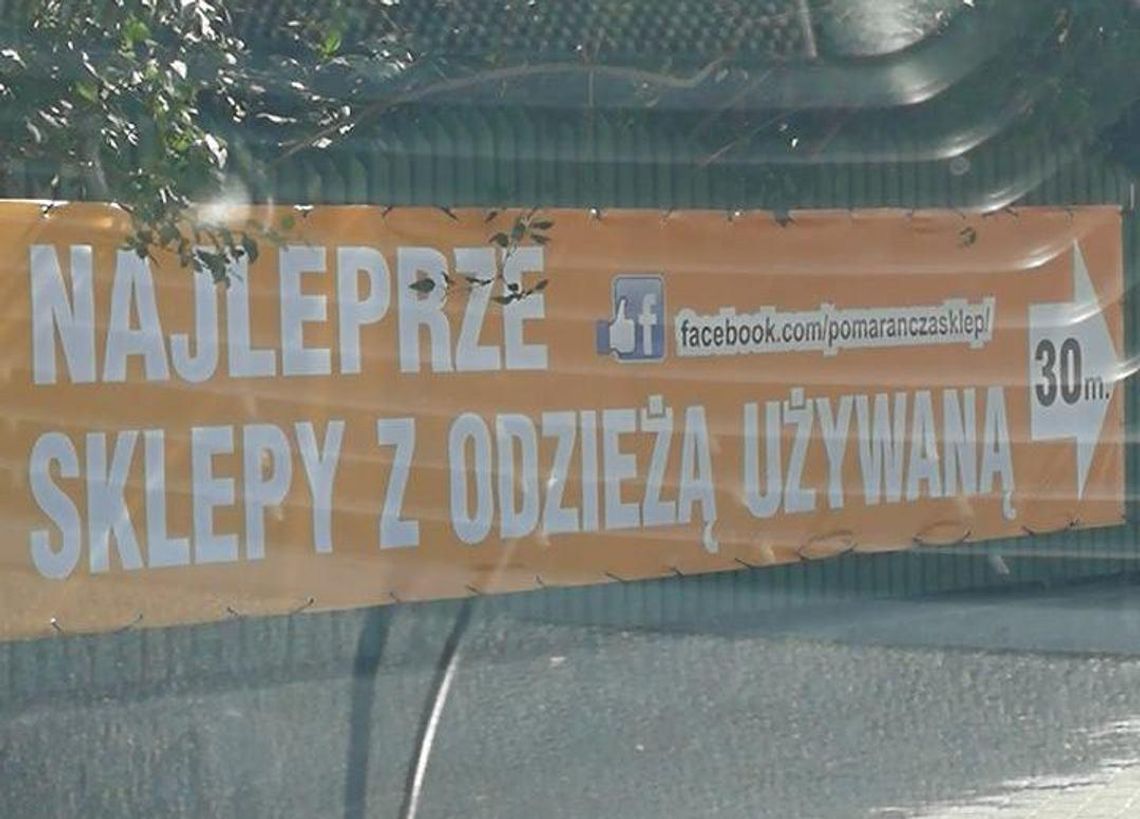 NAJLEPRZE
facebook.com/pomaranczasklep/
30m.
SKLEPY Z ODZIEŻĄ UŻYWANĄ